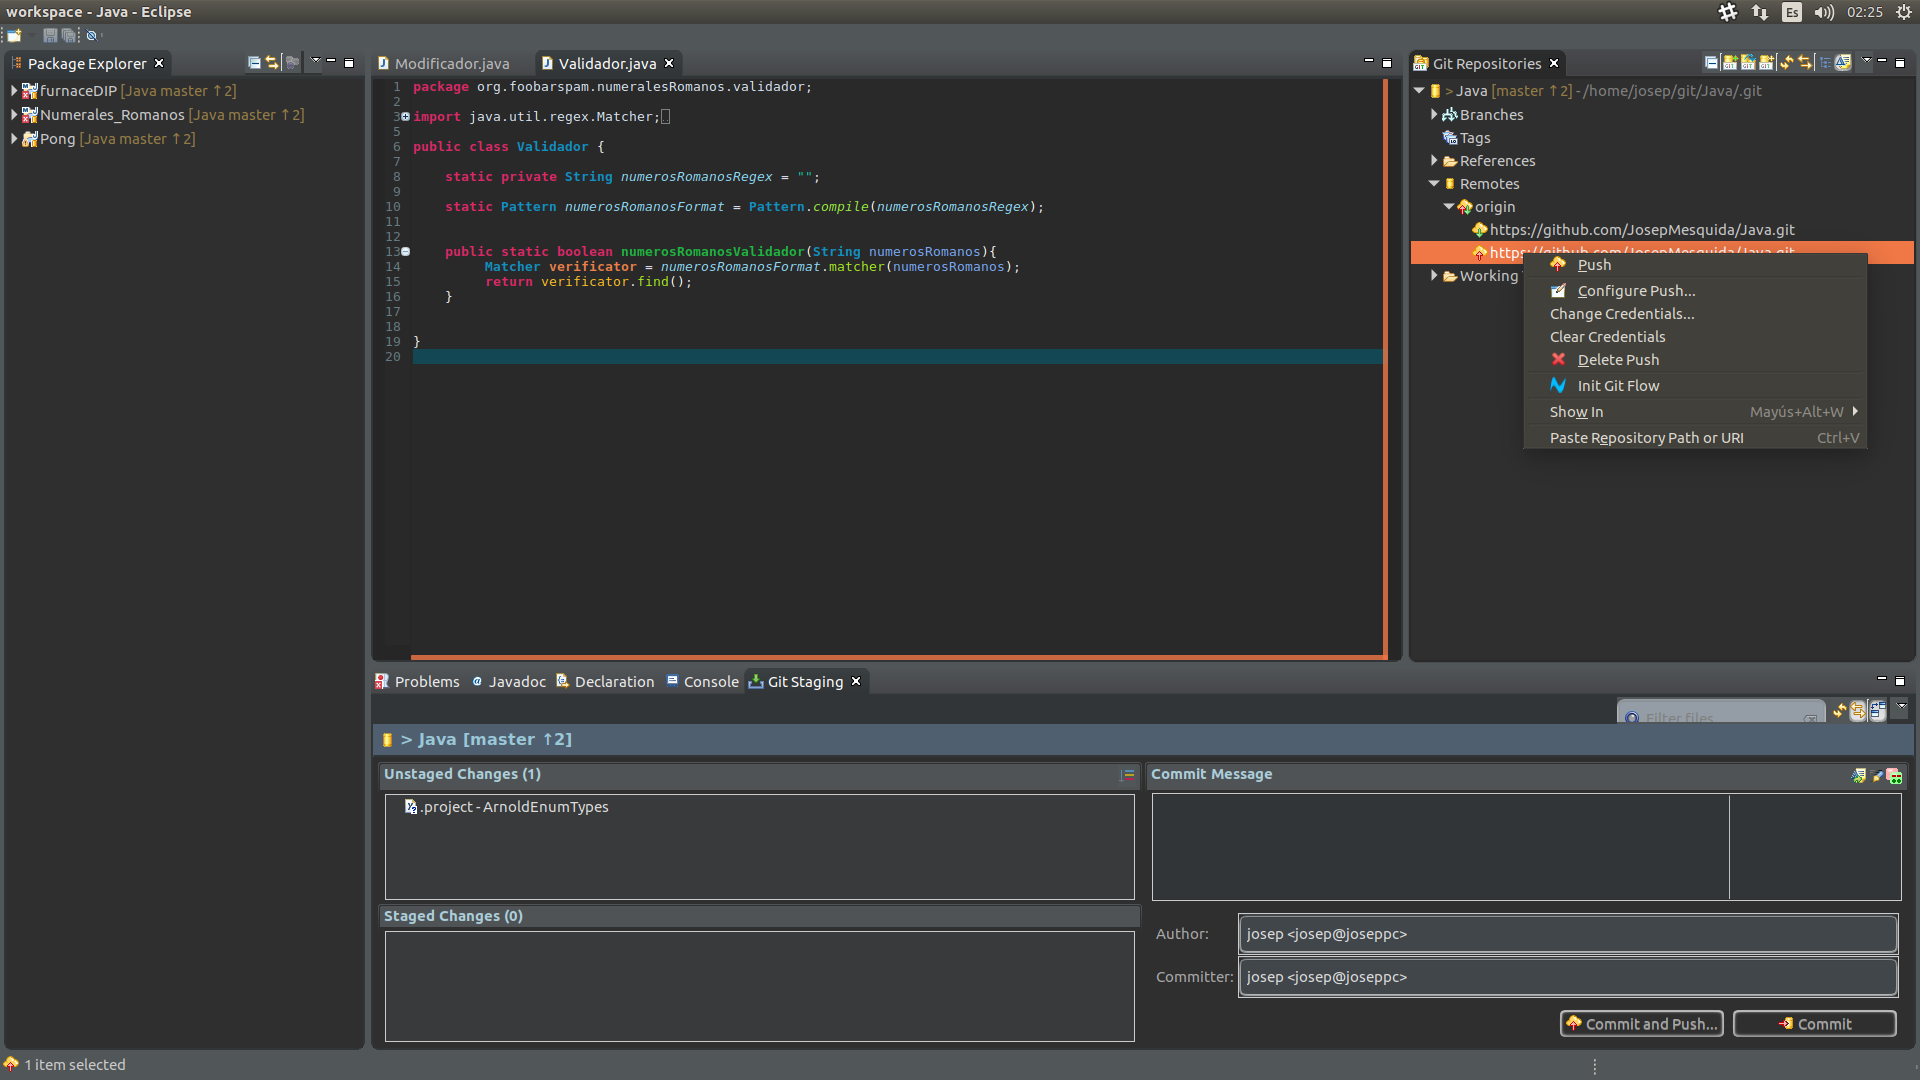 workspace - Java - Eclipse
Es
02:25
Package Explorer
furnaceDIP [Java master ↑2]
Numerales_Romanos [Java master ↑2]
Pong [Java master ↑2]
Modificador.java
Validador.java
1 package org.foobarspam.numeralesRomanos.validador;
2
3 import java.util.regex.Matcher;
5
6 public class Validador {
7
8 static private String numerosRomanosRegex = "";
9
10 static Pattern numerosRomanosFormat = Pattern.compile(numerosRomanosRegex);
11
12
13 public static boolean numerosRomanosValidador(String numerosRomanos){
14 Matcher verificator = numerosRomanosFormat.matcher(numerosRomanos);
15 return verificator.find();
16 }
17
18
19 }
20
Git Repositories
> Java [master ↑2] - /home/josep/git/Java/.git
Branches
Tags
References
Remotes
origin
https://github.com/JosepMesquida/Java.git
https://github.com/JosepMesquida/Java.git
Working
Push
Configure Push...
Change Credentials...
Clear Credentials
Delete Push
Init Git Flow
Show In Mayús+Alt+W
Paste Repository Path or URI Ctrl+V
Problems
Javadoc
Declaration
Console
Git Staging
Filter files
> Java [master ↑2]
Unstaged Changes (1)
.project - ArnoldEnumTypes
Staged Changes (0)
Commit Message
Author: josep <josep@joseppc>
Committer: josep <josep@joseppc>
Commit and Push...
Commit
1 item selected